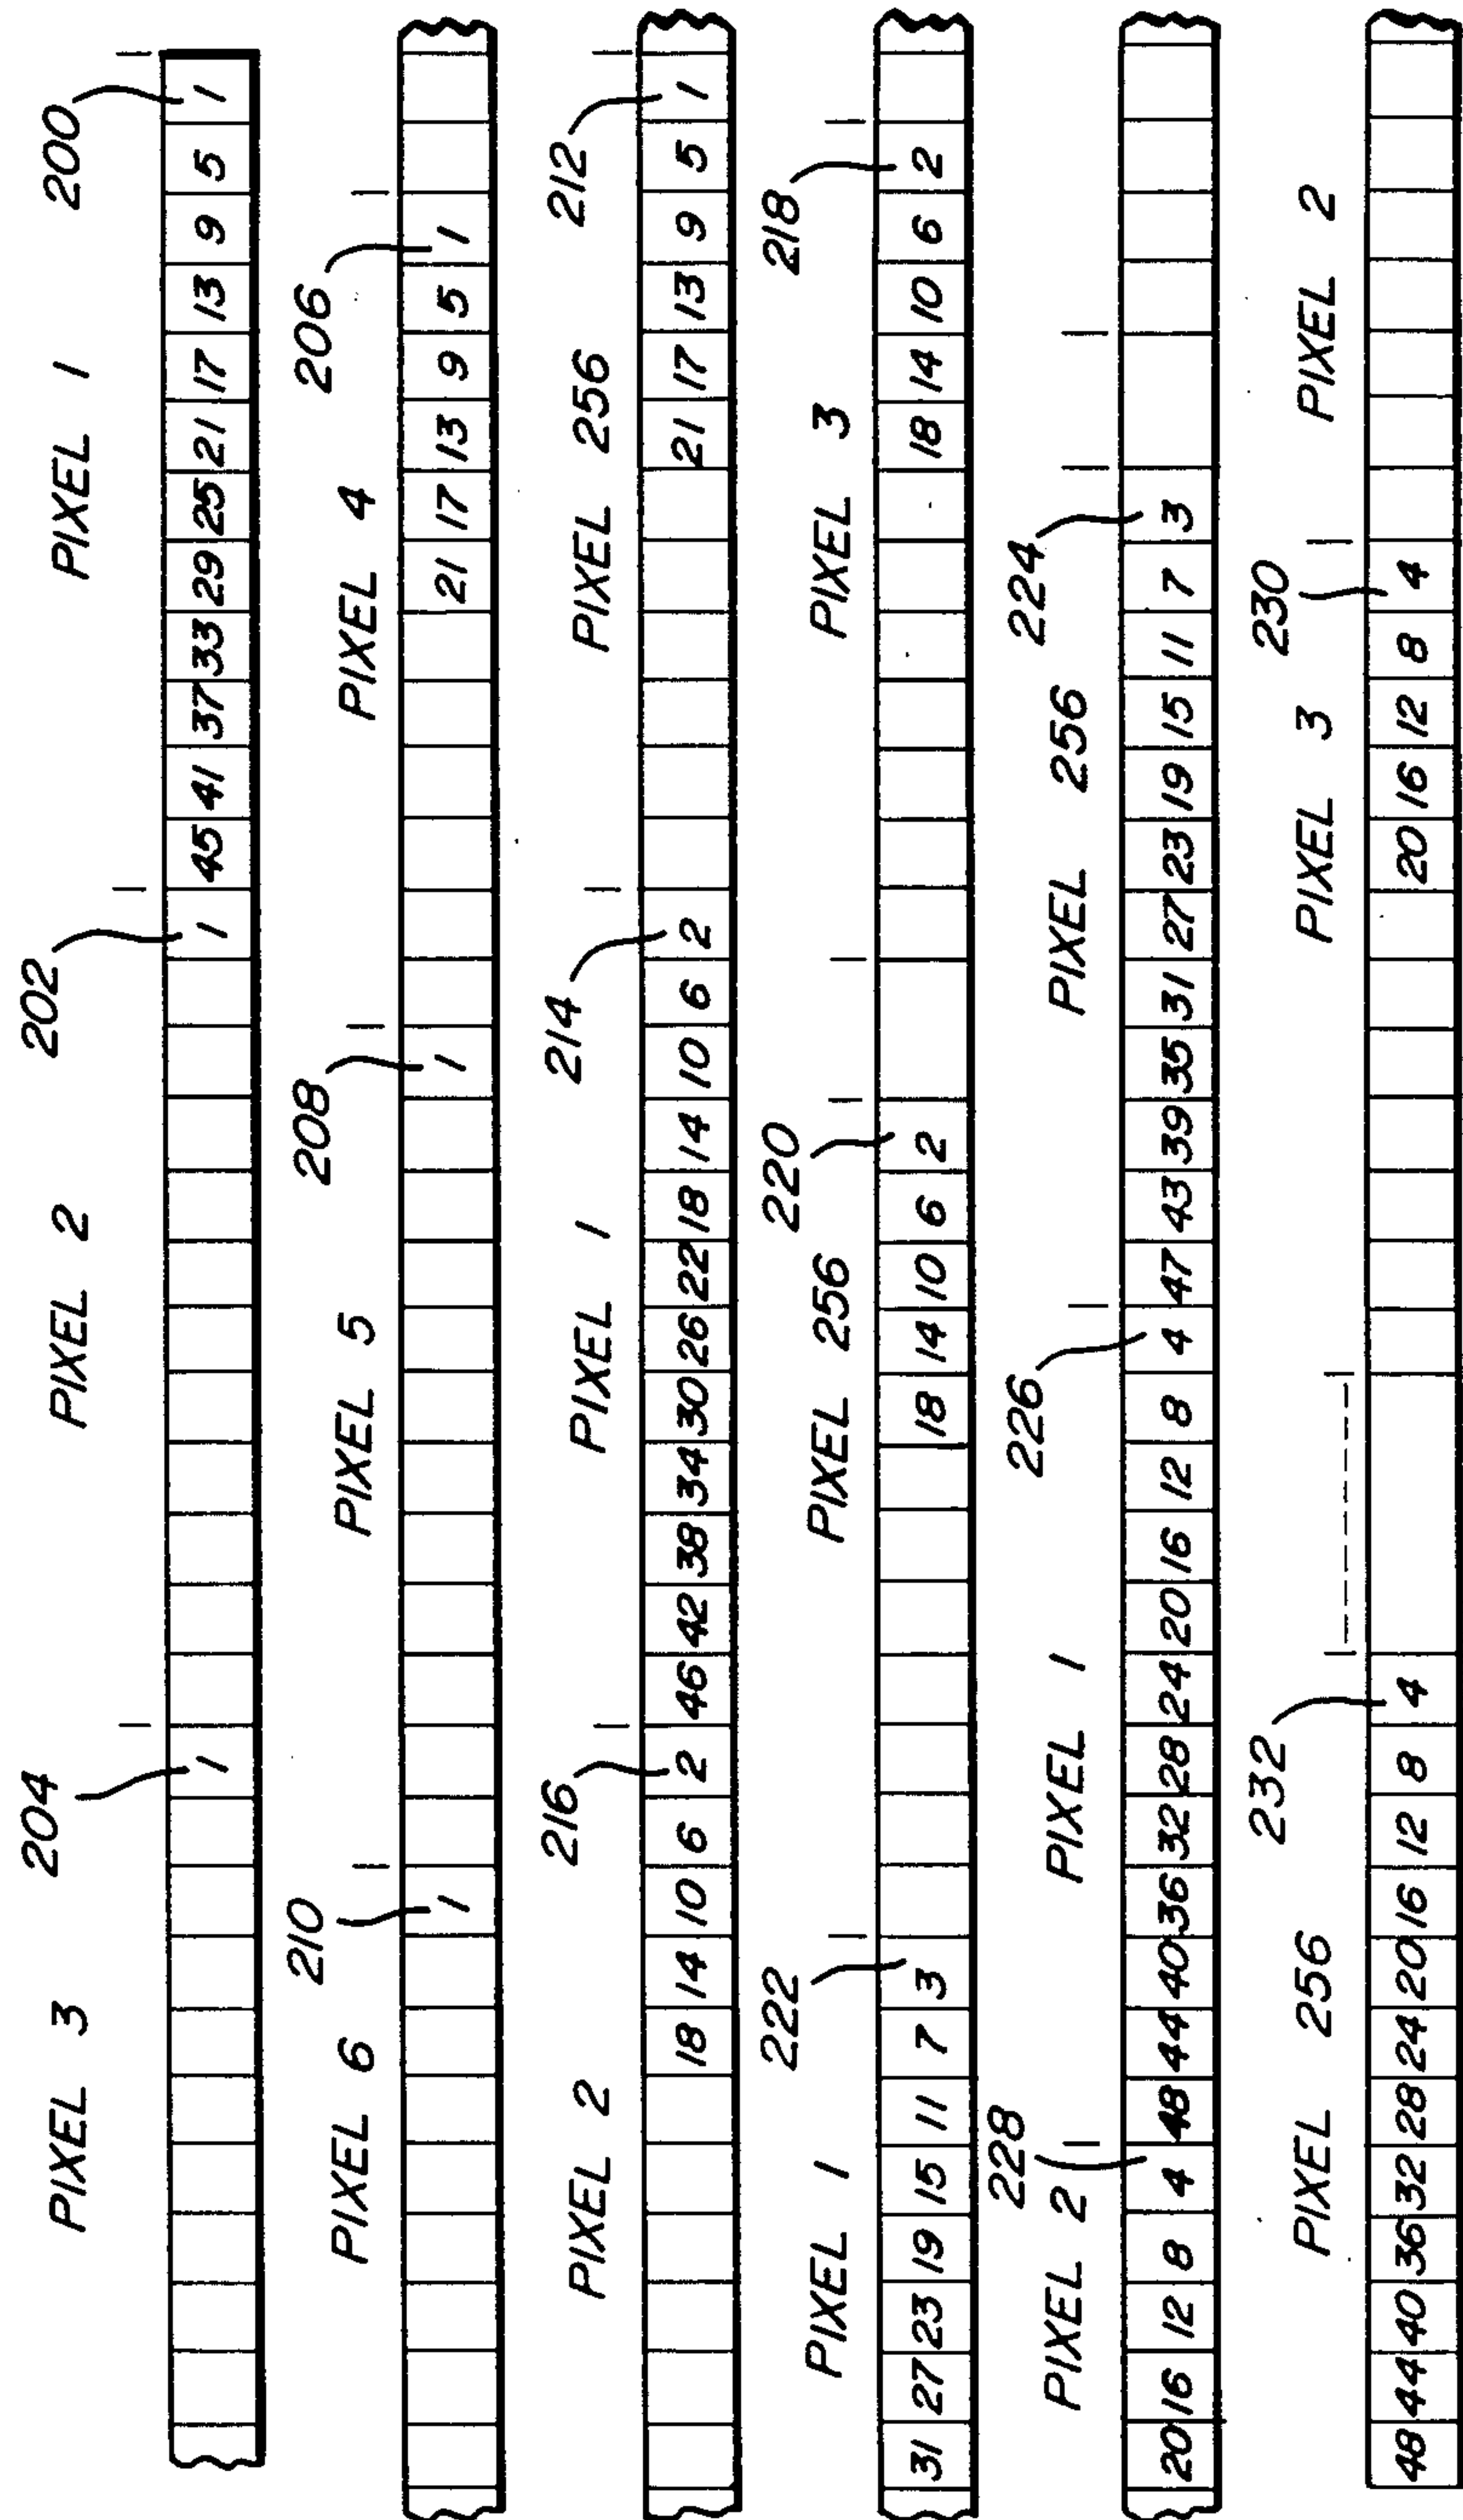 PIXEL 3 204 PIXEL 2 202 PIXEL 1 200
1 1 45 41 37 33 29 25 21 17 13 9 5 1
PIXEL 6 210 PIXEL 5 208 PIXEL 4 206
1 1 21 17 13 9 5 1
PIXEL 2 216 PIXEL 1 214 PIXEL 256 212
18 14 10 6 2 46 42 38 34 30 26 22 18 14 10 6 2 21 17 13 9 5 1
PIXEL 1 222 PIXEL 256 220 PIXEL 3 218
31 27 23 19 15 11 7 3 18 14 10 6 2 18 14 10 6 2
PIXEL 2 228 PIXEL 1 226 PIXEL 256 224
20 16 12 8 4 48 44 40 36 32 28 24 20 16 12 8 4 47 43 39 35 31 27 23 19 15 11 7 3
PIXEL 256 232 PIXEL 3 230 PIXEL 2
48 44 40 36 32 28 24 20 16 12 8 4 20 16 12 8 4